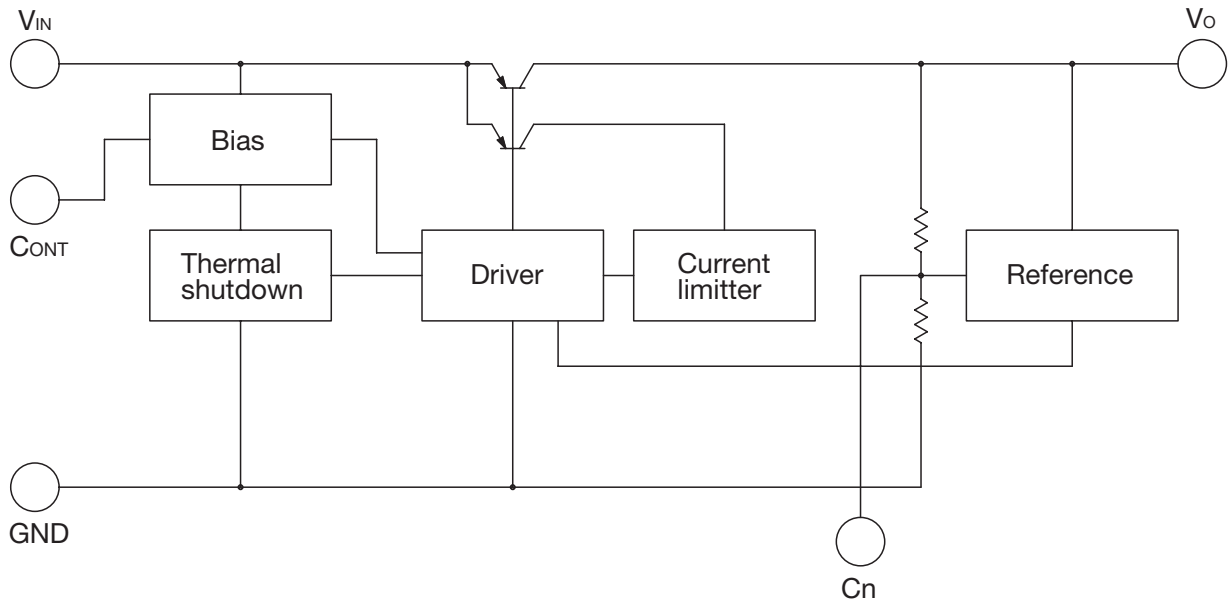 VIN
VO
Bias
CONT
Thermal
shutdown
Driver
Current
limitter
Reference
GND
Cn